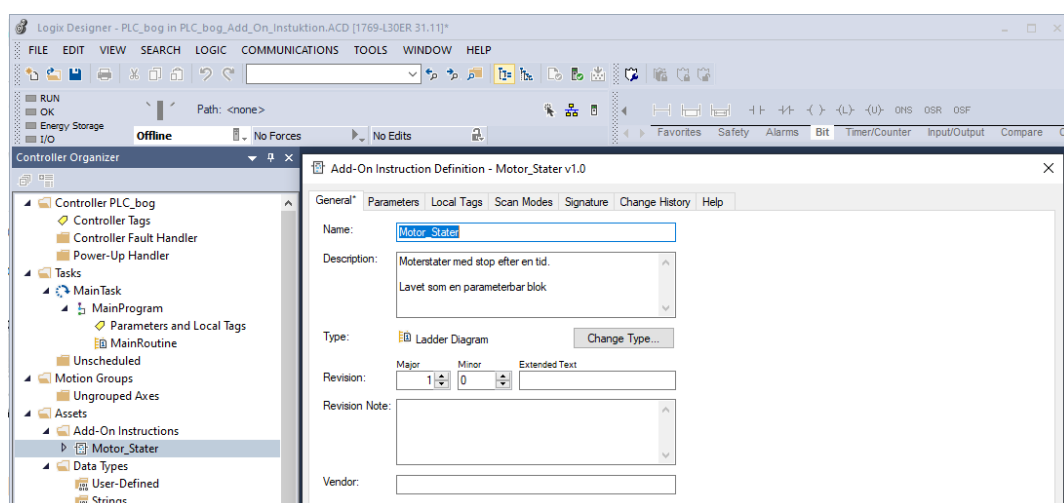 Logix Designer - PLC_bog in PLC_bog_Add_On_Instuktion.ACD [1769-L30ER 31.11]*
FILE EDIT VIEW SEARCH LOGIC COMMUNICATIONS TOOLS WINDOW HELP
RUN
OK
Energy Storage
I/O
Path: <none>
Offline
No Forces
No Edits
ONS OSR OSF
Favorites Safety Alarms Bit Timer/Counter Input/Output Compare
Controller Organizer
Controller PLC_bog
Controller Tags
Controller Fault Handler
Power-Up Handler
Tasks
MainTask
MainProgram
Parameters and Local Tags
MainRoutine
Unscheduled
Motion Groups
Ungrouped Axes
Assets
Add-On Instructions
Motor_Stater
Data Types
User-Defined
Strings
Add-On Instruction Definition - Motor_Stater v1.0
General* Parameters Local Tags Scan Modes Signature Change History Help
Name: Motor_Stater
Description: Moterstater med stop efter en tid.
Lavet som en parameterbar blok
Type: Ladder Diagram Change Type...
Major Minor Extended Text
Revision: 1 0
Revision Note:
Vendor: